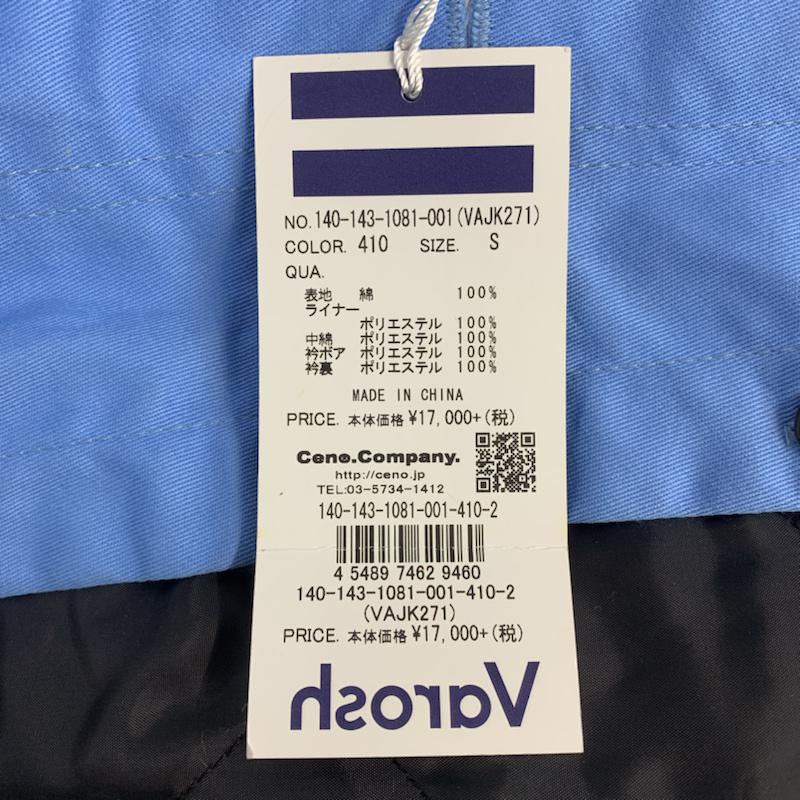 NO. 140-143-1081-001(VAJK271)
COLOR. 410 SIZE. S
QUA.
表地 綿 100%
ライナー
ポリエステル 100%
中綿 ポリエステル 100%
衿ボア ポリエステル 100%
衿裏 ポリエステル 100%
MADE IN CHINA
PRICE. 本体価格 ¥17,000+(税)
Ceno.Company.
http://ceno.jp
TEL:03-5734-1412
140-143-1081-001-410-2
4 54897 4629460
140-143-1081-001-410-2
(VAJK271)
PRICE. 本体価格 ¥17,000+(税)
Varosh